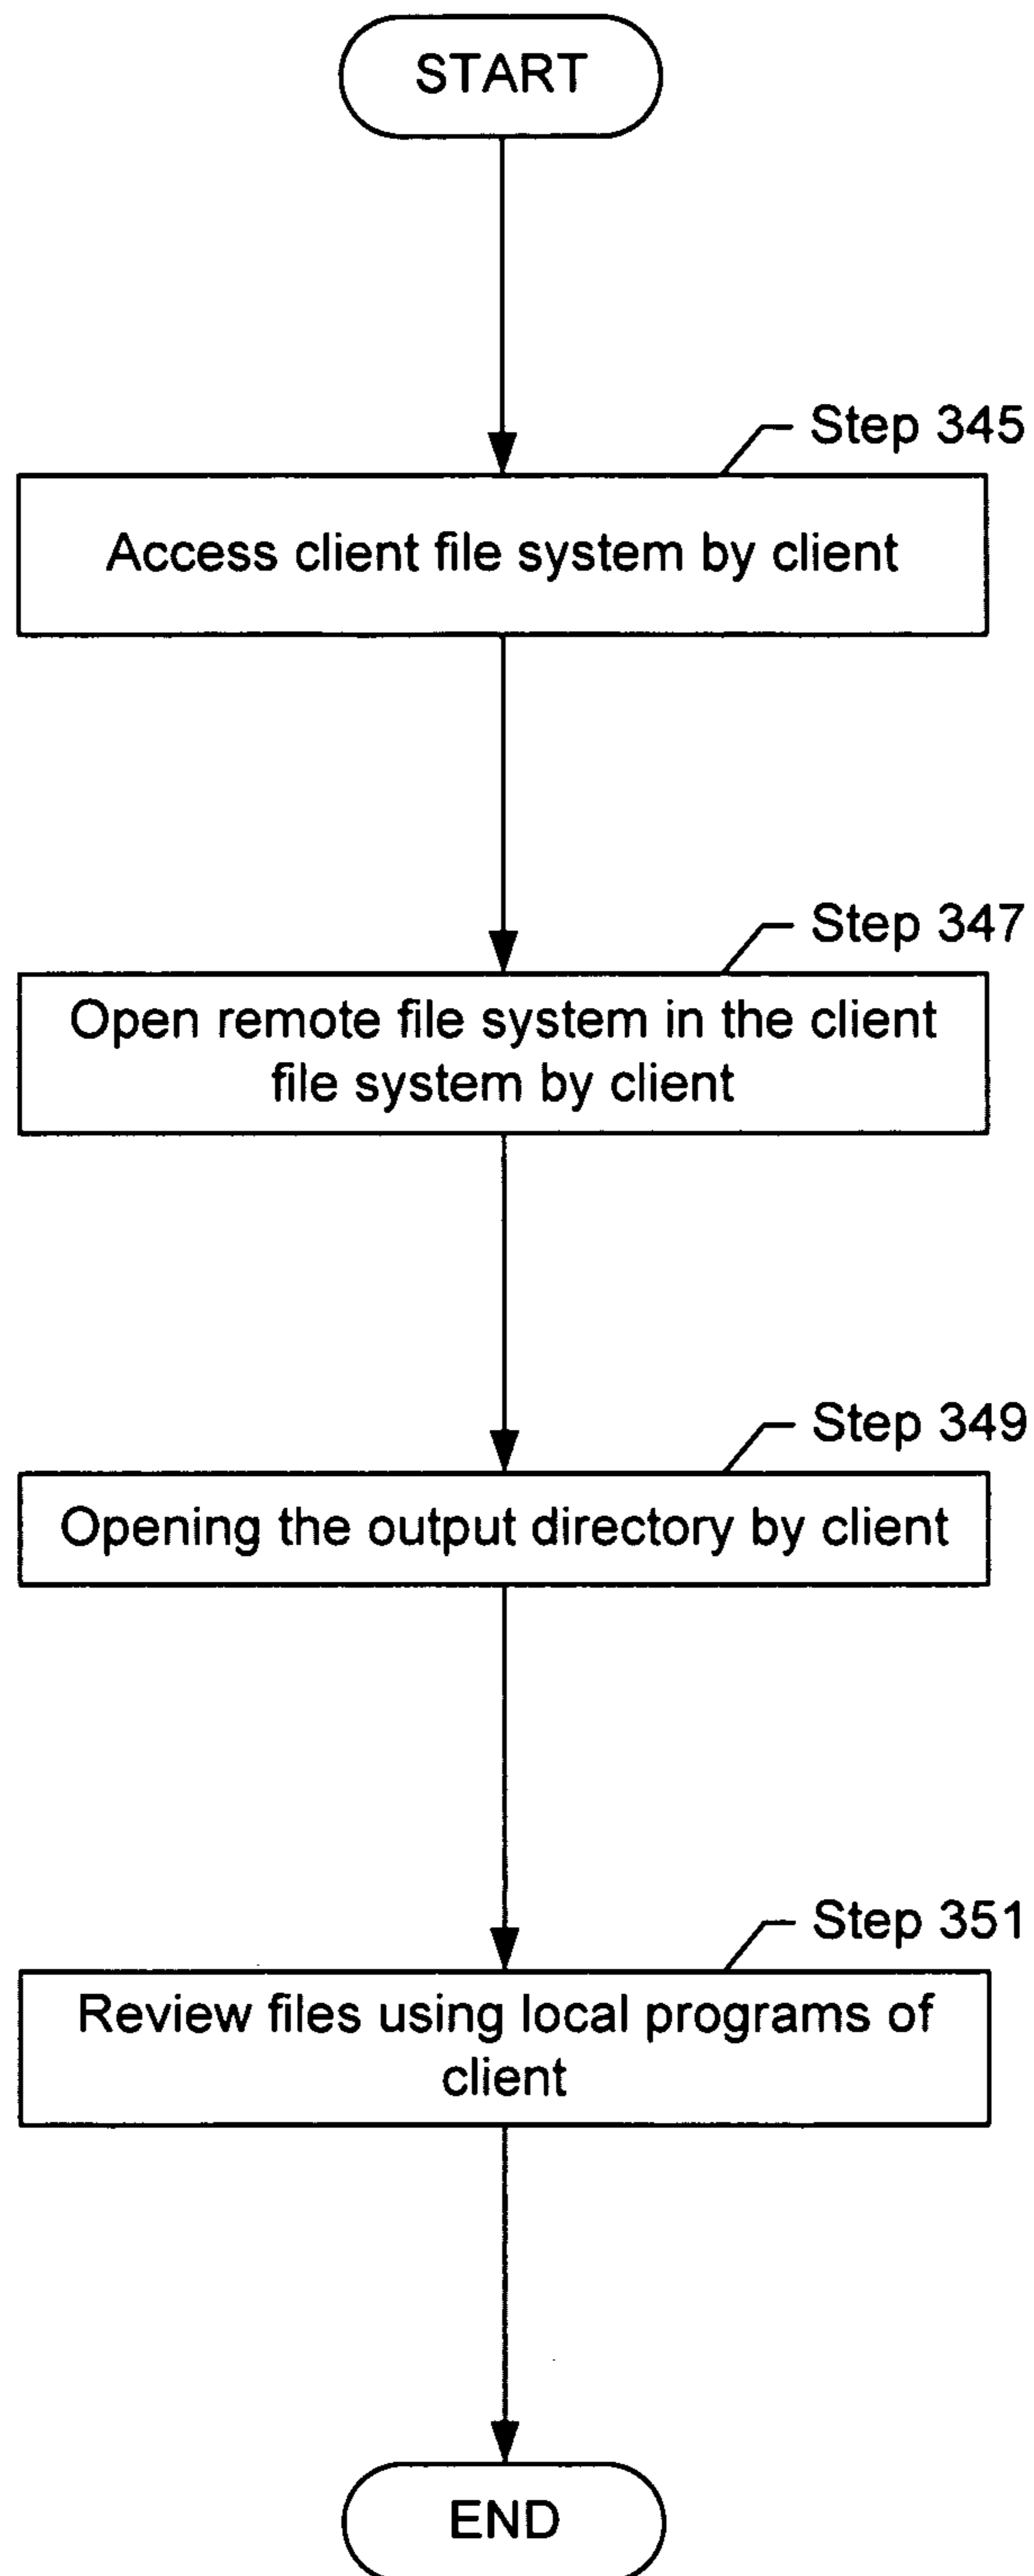 START
Step 345
Access client file system by client
Step 347
Open remote file system in the client
file system by client
Step 349
Opening the output directory by client
Step 351
Review files using local programs of
client
END